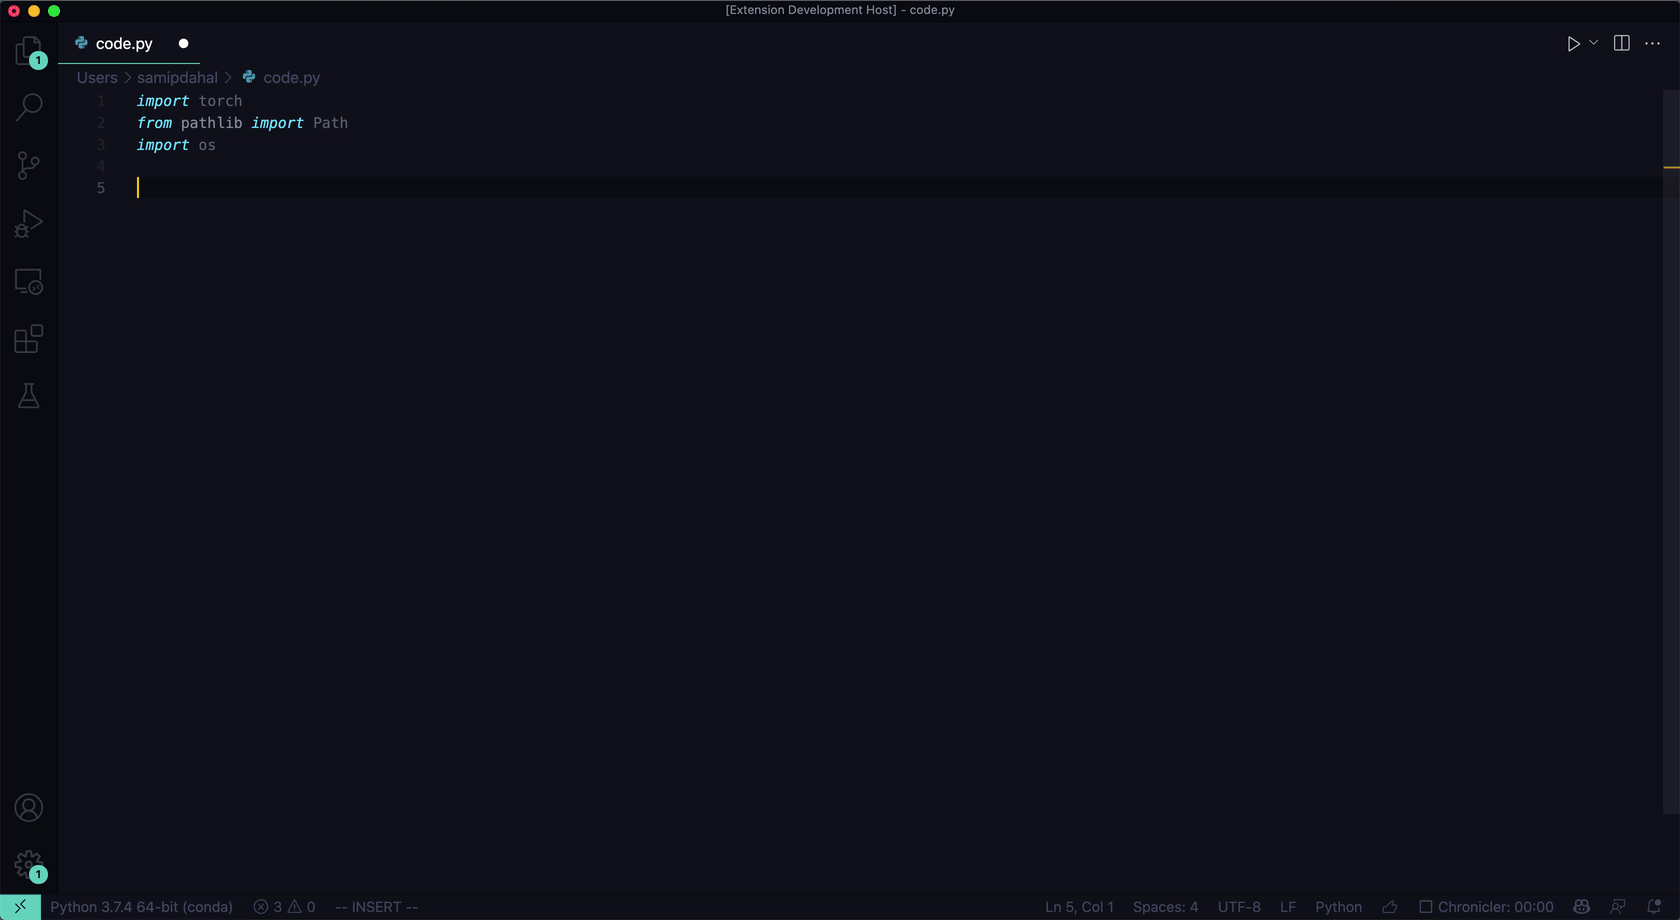 [Extension Development Host] - code.py
1
code.py
Users > samipdahal > code.py
1 import torch
2 from pathlib import Path
3 import os
4
5
1
Python 3.7.4 64-bit (conda) 3 0 -- INSERT -- Ln 5, Col 1 Spaces: 4 UTF-8 LF Python Chronicler: 00:00